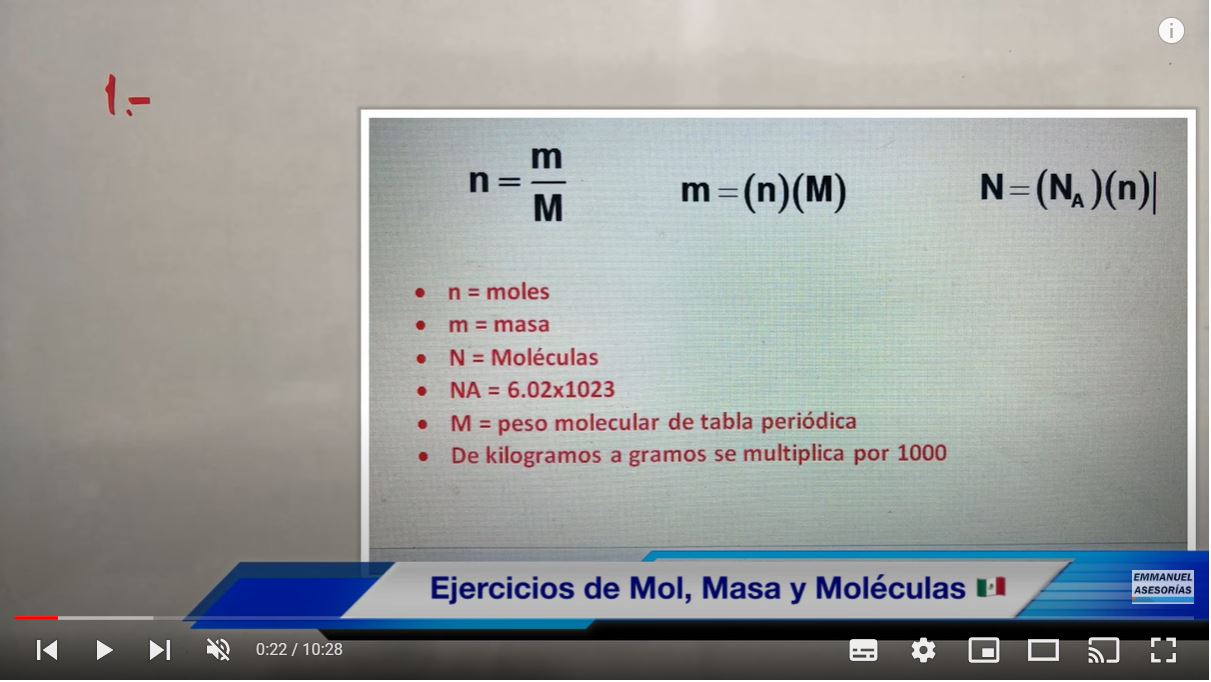 1.-
n = m / M
m = (n)(M)
N = (N_A)(n)|
• n = moles
• m = masa
• N = Moléculas
• NA = 6.02x1023
• M = peso molecular de tabla periódica
• De kilogramos a gramos se multiplica por 1000
Ejercicios de Mol, Masa y Moléculas 🇲🇽
EMMANUEL
ASESORÍAS
0:22 / 10:28